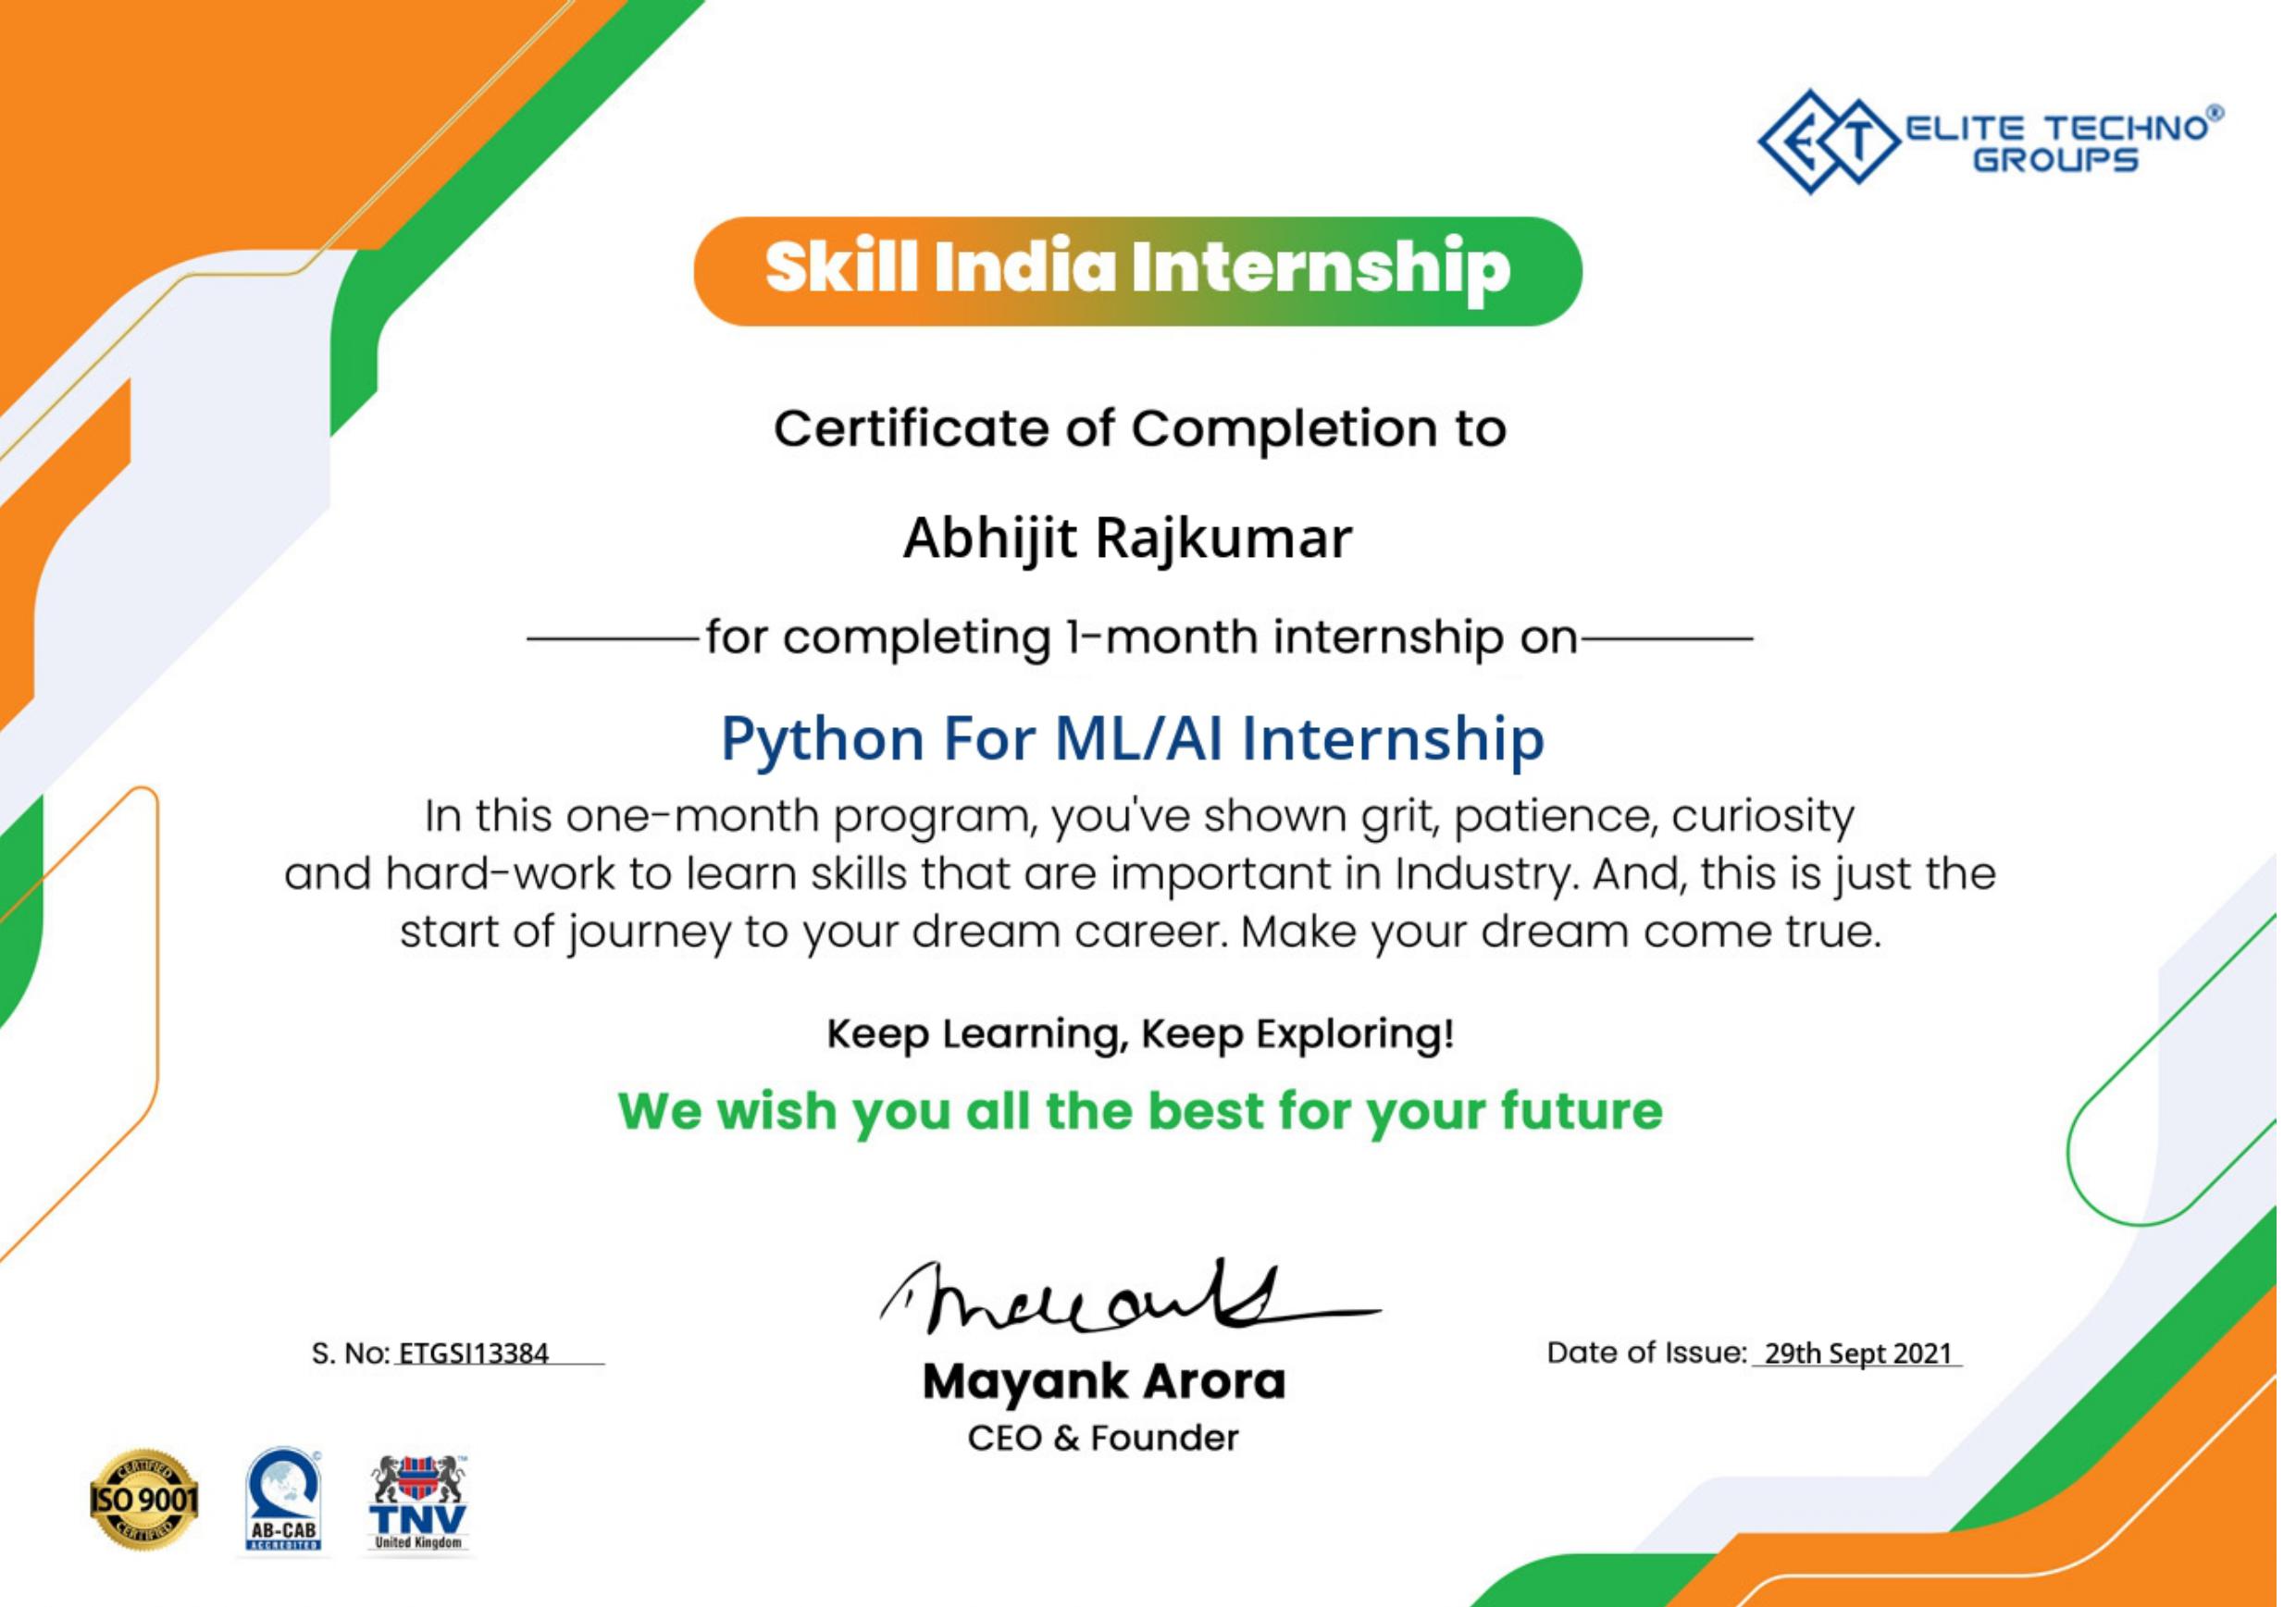 ELITE TECHNO®
GROUPS
Skill India Internship
Certificate of Completion to
Abhijit Rajkumar
for completing 1-month internship on
Python For ML/AI Internship
In this one-month program, you've shown grit, patience, curiosity
and hard-work to learn skills that are important in Industry. And, this is just the
start of journey to your dream career. Make your dream come true.
Keep Learning, Keep Exploring!
We wish you all the best for your future
S. No: ETGSI13384
Mayank Arora
CEO & Founder
Date of Issue: 29th Sept 2021
CERTIFIED
ISO 9001
CERTIFIED
©
AB-CAB
ACCREDITED
™
TNV
United Kingdom